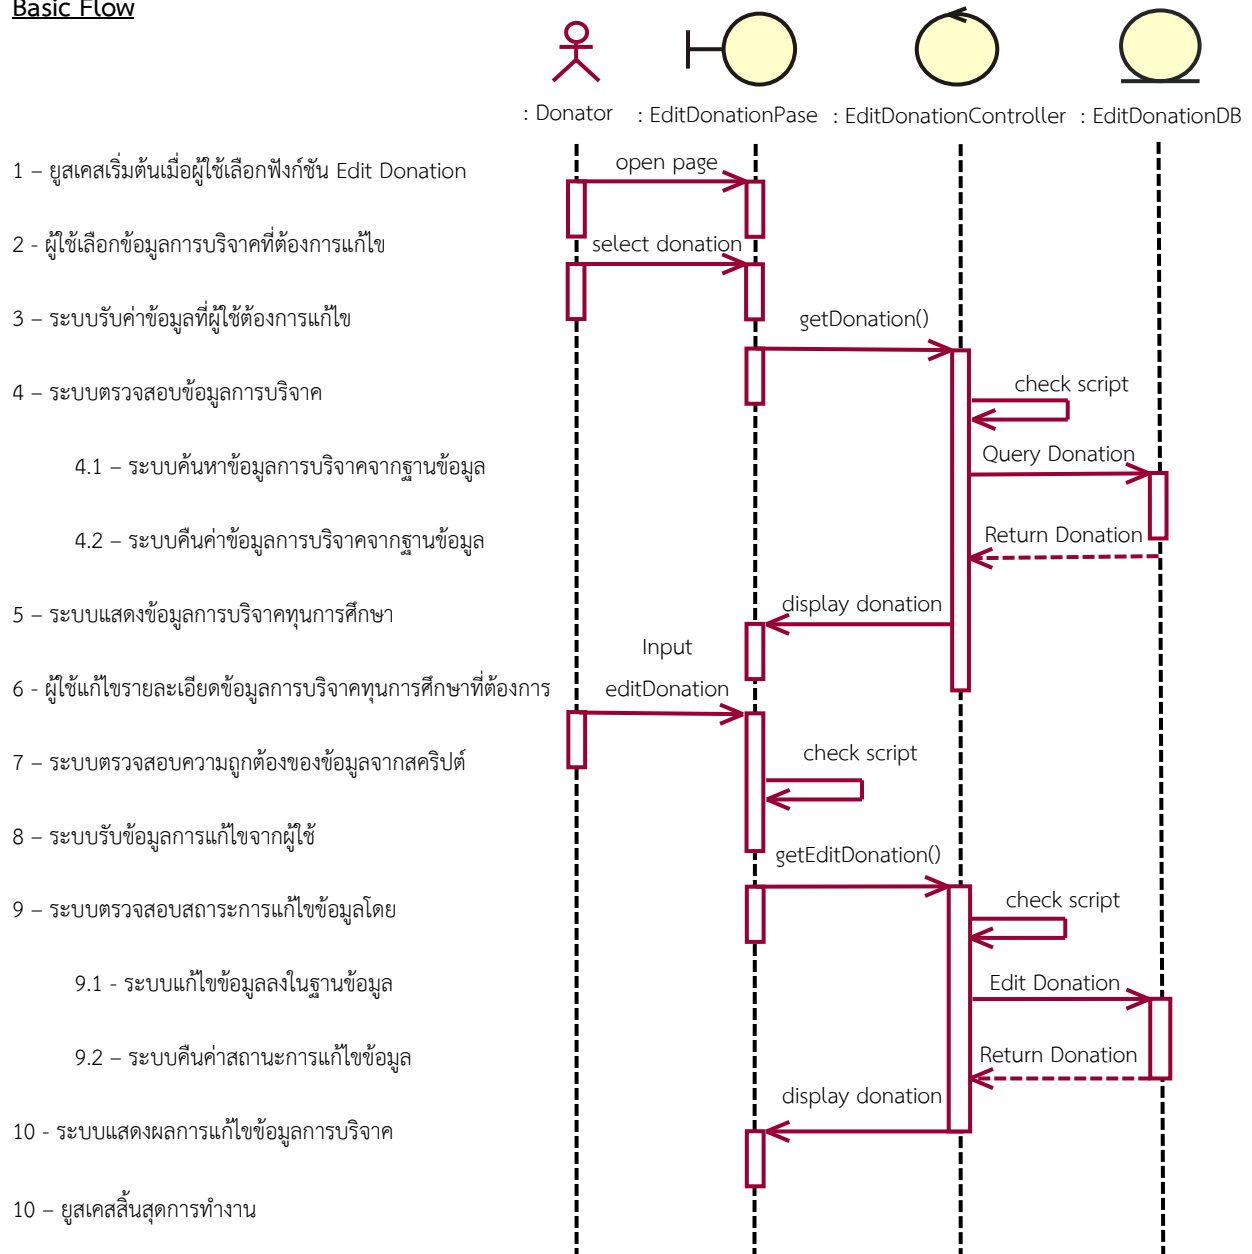 Basic Flow
: Donator
: EditDonationPase
: EditDonationController
: EditDonationDB
1 – ยูสเคสเริ่มต้นเมื่อผู้ใช้เลือกฟังก์ชัน Edit Donation
open page
2 - ผู้ใช้เลือกข้อมูลการบริจาคที่ต้องการแก้ไข
select donation
3 – ระบบรับค่าข้อมูลที่ผู้ใช้ต้องการแก้ไข
getDonation()
4 – ระบบตรวจสอบข้อมูลการบริจาค
check script
4.1 – ระบบค้นหาข้อมูลการบริจาคจากฐานข้อมูล
Query Donation
4.2 – ระบบคืนค่าข้อมูลการบริจาคจากฐานข้อมูล
Return Donation
5 – ระบบแสดงข้อมูลการบริจาคทุนการศึกษา
display donation
Input
editDonation
6 - ผู้ใช้แก้ไขรายละเอียดข้อมูลการบริจาคทุนการศึกษาที่ต้องการ
7 – ระบบตรวจสอบความถูกต้องของข้อมูลจากสคริปต์
check script
8 – ระบบรับข้อมูลการแก้ไขจากผู้ใช้
getEditDonation()
9 – ระบบตรวจสอบสถาระการแก้ไขข้อมูลโดย
check script
9.1 - ระบบแก้ไขข้อมูลลงในฐานข้อมูล
Edit Donation
9.2 – ระบบคืนค่าสถานะการแก้ไขข้อมูล
Return Donation
display donation
10 - ระบบแสดงผลการแก้ไขข้อมูลการบริจาค
10 – ยูสเคสสิ้นสุดการทำงาน